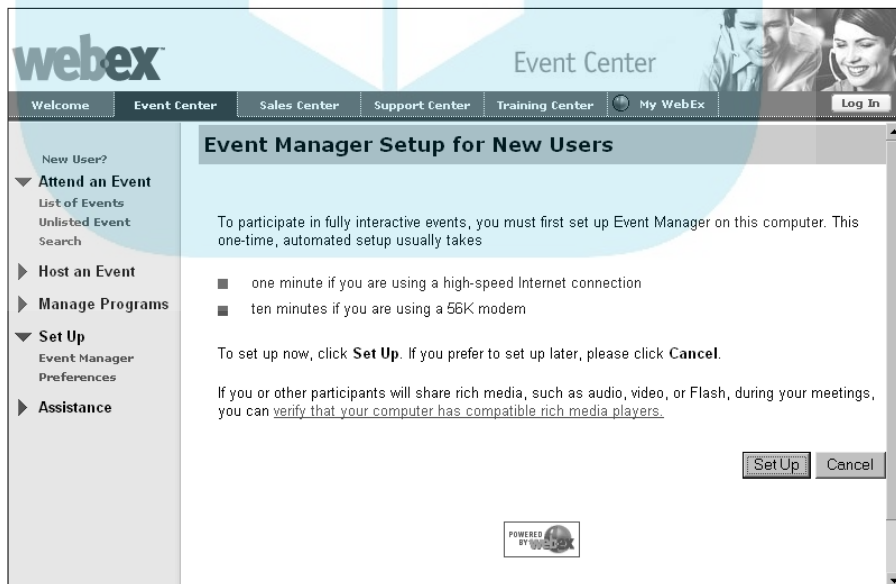 webex
Event Center
Welcome
Event Center
Sales Center
Support Center
Training Center
My WebEx
Log In
New User?
Attend an Event
List of Events
Unlisted Event
Search
Host an Event
Manage Programs
Set Up
Event Manager
Preferences
Assistance
Event Manager Setup for New Users
To participate in fully interactive events, you must first set up Event Manager on this computer. This
one-time, automated setup usually takes
one minute if you are using a high-speed Internet connection
ten minutes if you are using a 56K modem
To set up now, click Set Up. If you prefer to set up later, please click Cancel.
If you or other participants will share rich media, such as audio, video, or Flash, during your meetings,
you can verify that your computer has compatible rich media players.
Set Up
Cancel
POWERED
BY webex